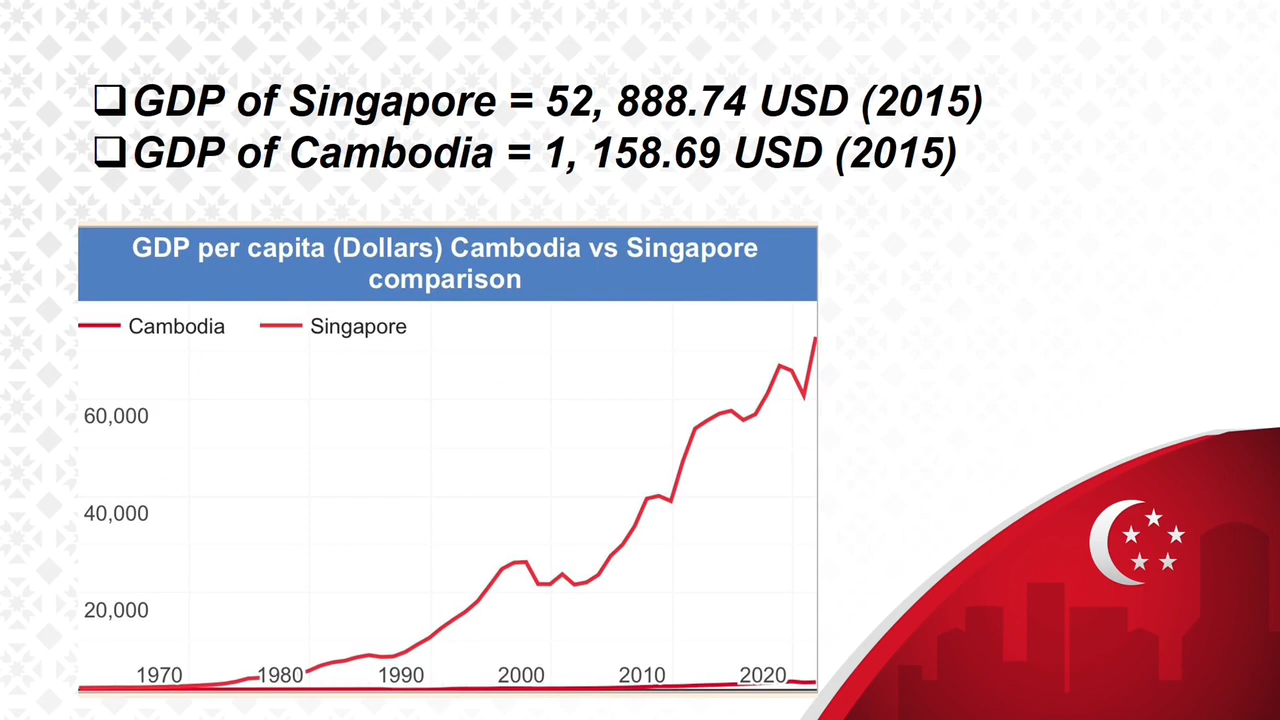 ❑GDP of Singapore = 52, 888.74 USD (2015)
❑GDP of Cambodia = 1, 158.69 USD (2015)
GDP per capita (Dollars) Cambodia vs Singapore
comparison
Cambodia Singapore
60,000
40,000
20,000
1970 1980 1990 2000 2010 2020